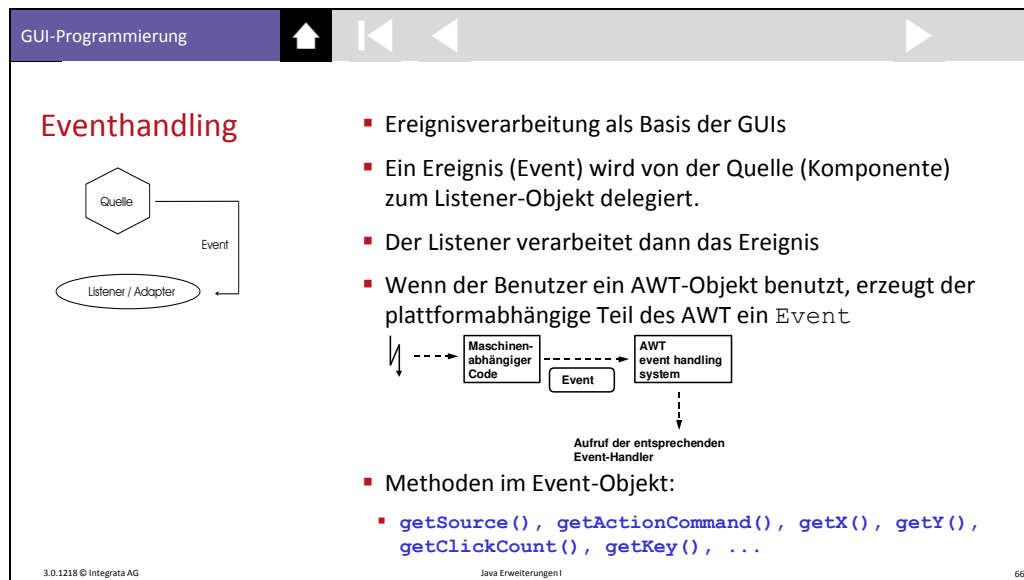 GUI-Programmierung
Eventhandling
Quelle
Event
Listener / Adapter
Ereignisverarbeitung als Basis der GUIs
Ein Ereignis (Event) wird von der Quelle (Komponente)
zum Listener-Objekt delegiert.
Der Listener verarbeitet dann das Ereignis
Wenn der Benutzer ein AWT-Objekt benutzt, erzeugt der
plattformabhängige Teil des AWT ein Event
Maschinen-
abhängiger
Code
Event
AWT
event handling
system
Aufruf der entsprechenden
Event-Handler
Methoden im Event-Objekt:
getSource(), getActionCommand(), getX(), getY(),
getClickCount(), getKey(), ...
3.0.1218 © Integrata AG
Java Erweiterungen I
66